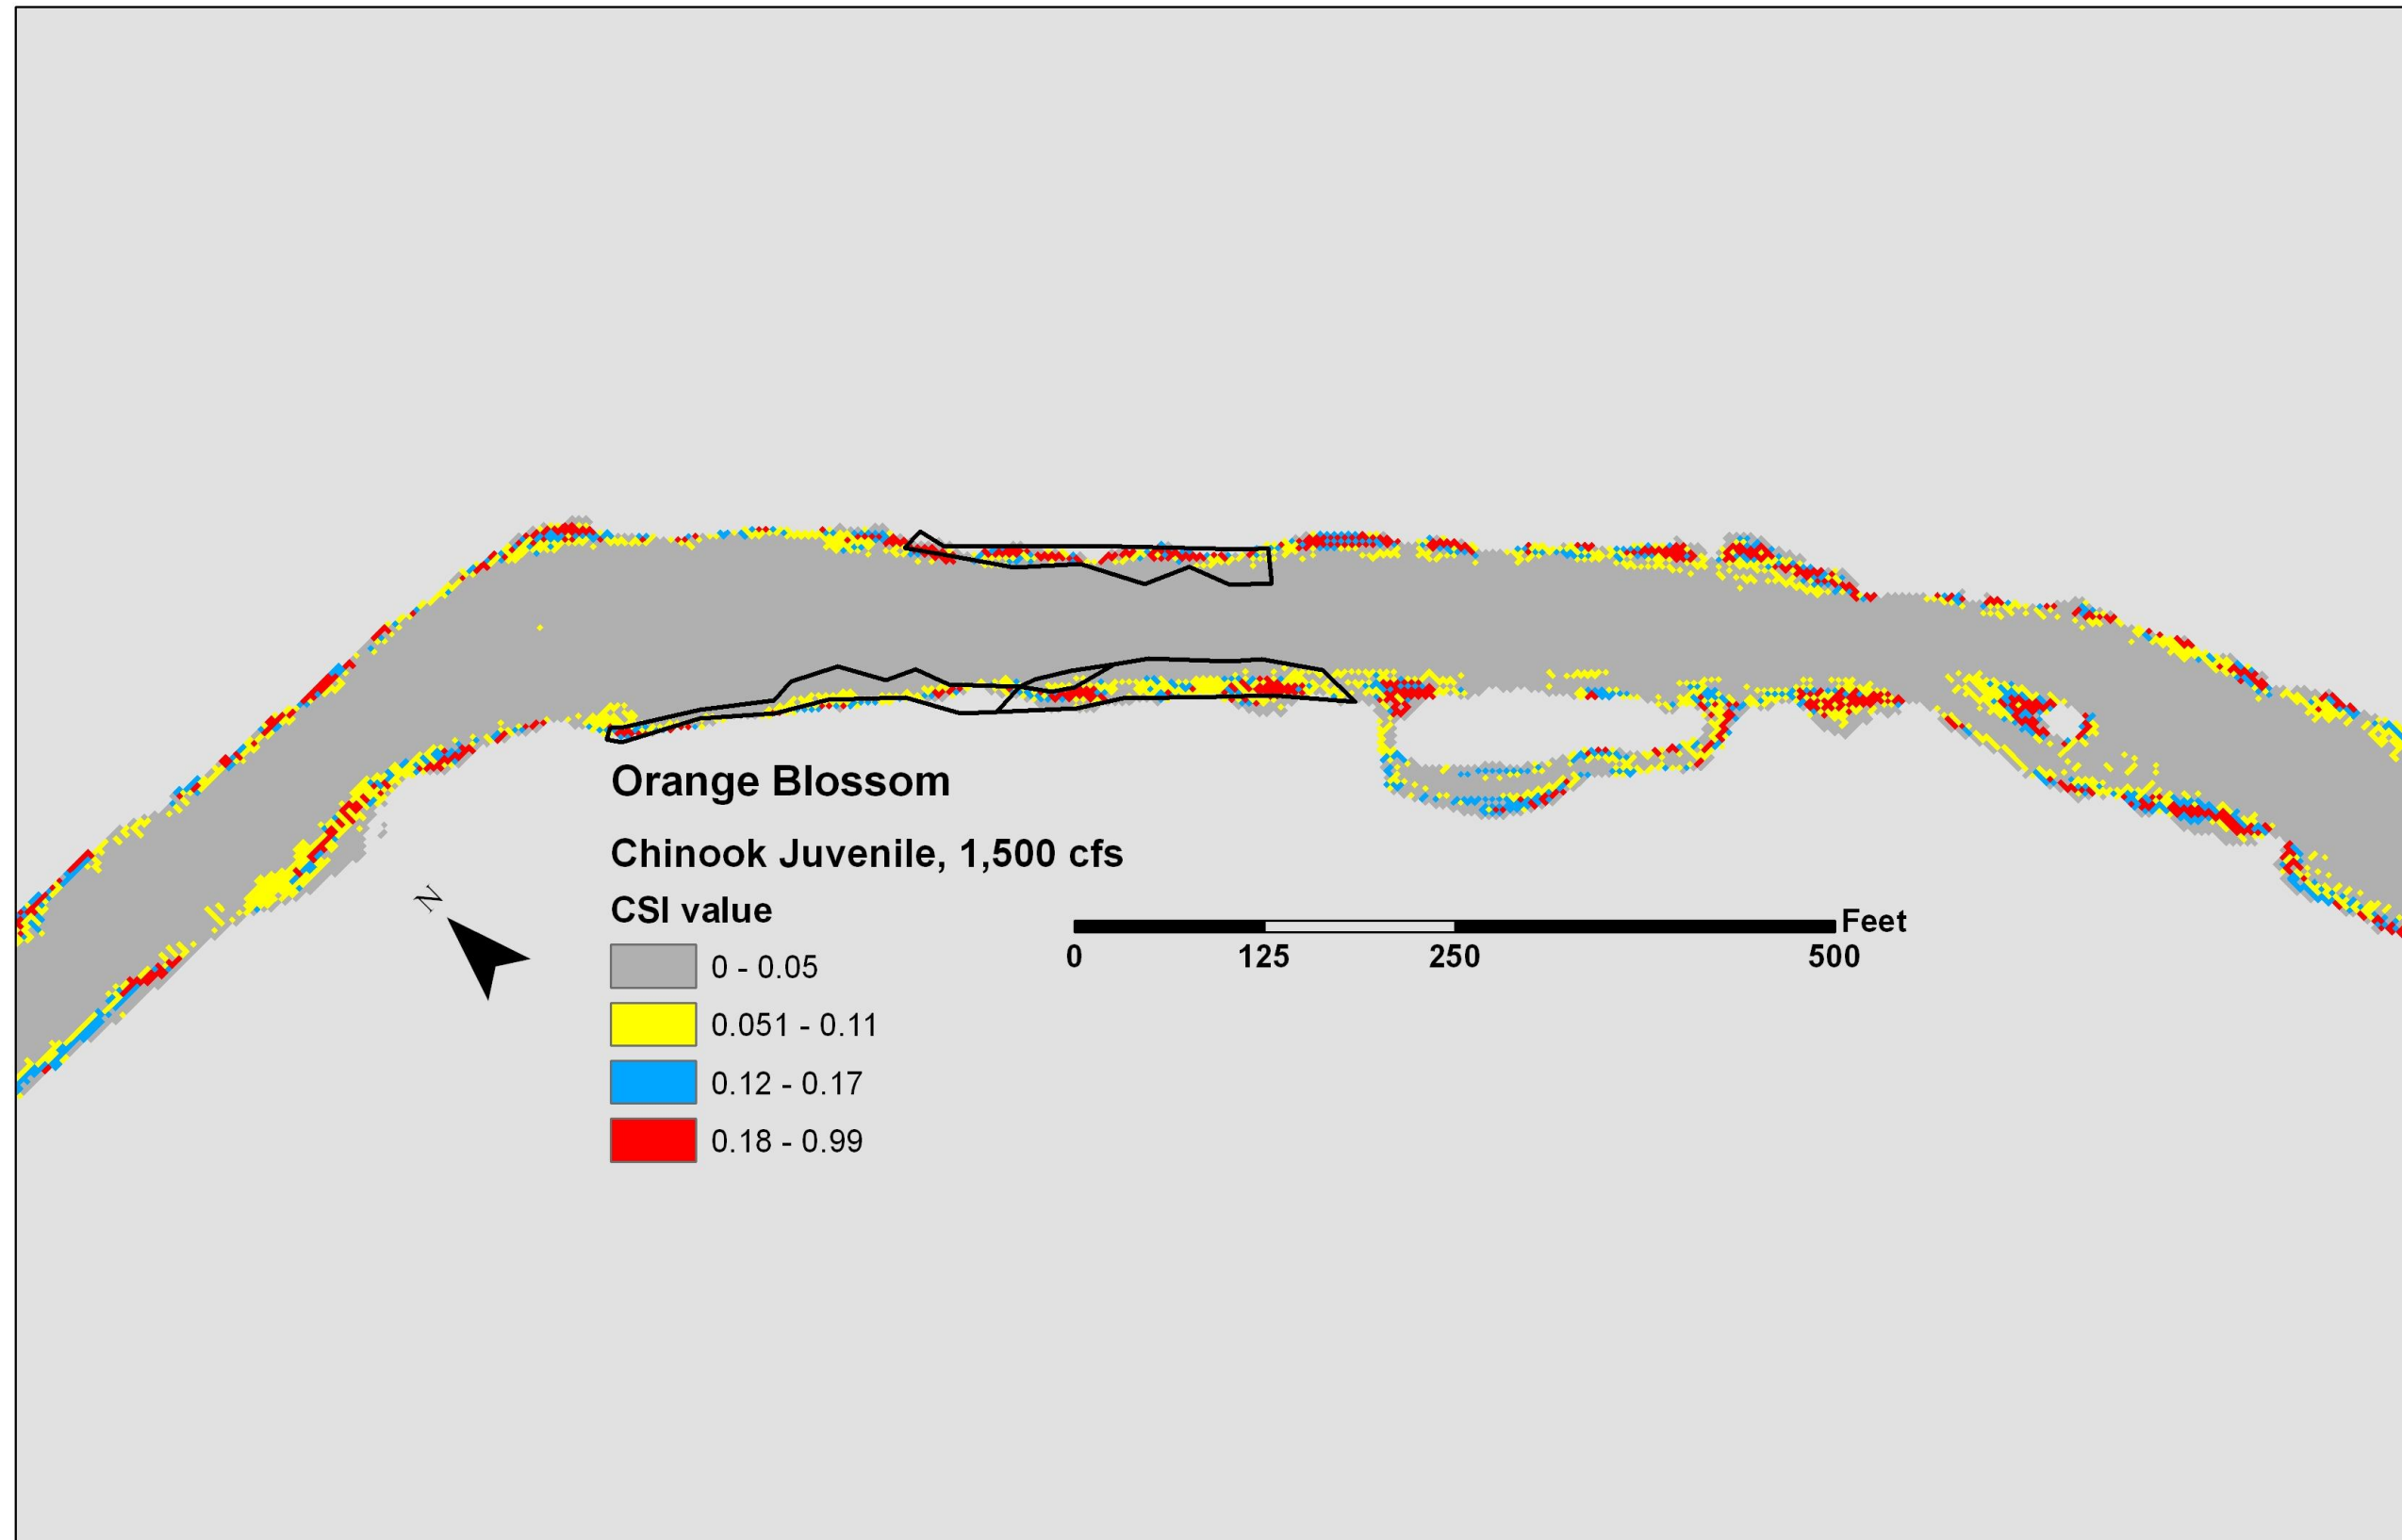 Orange Blossom
Chinook Juvenile, 1,500 cfs
N
CSI value
Feet
0 125 250 500
0 - 0.05
0.051 - 0.11
0.12 - 0.17
0.18 - 0.99